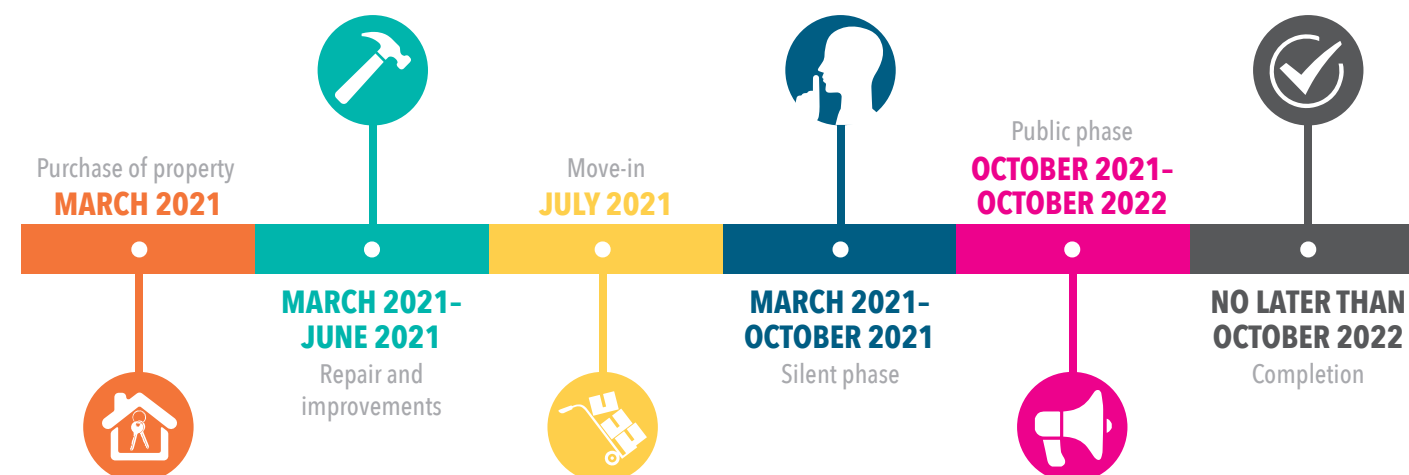 Purchase of property
MARCH 2021
MARCH 2021–
JUNE 2021
Repair and
improvements
Move-in
JULY 2021
MARCH 2021–
OCTOBER 2021
Silent phase
Public phase
OCTOBER 2021–
OCTOBER 2022
NO LATER THAN
OCTOBER 2022
Completion